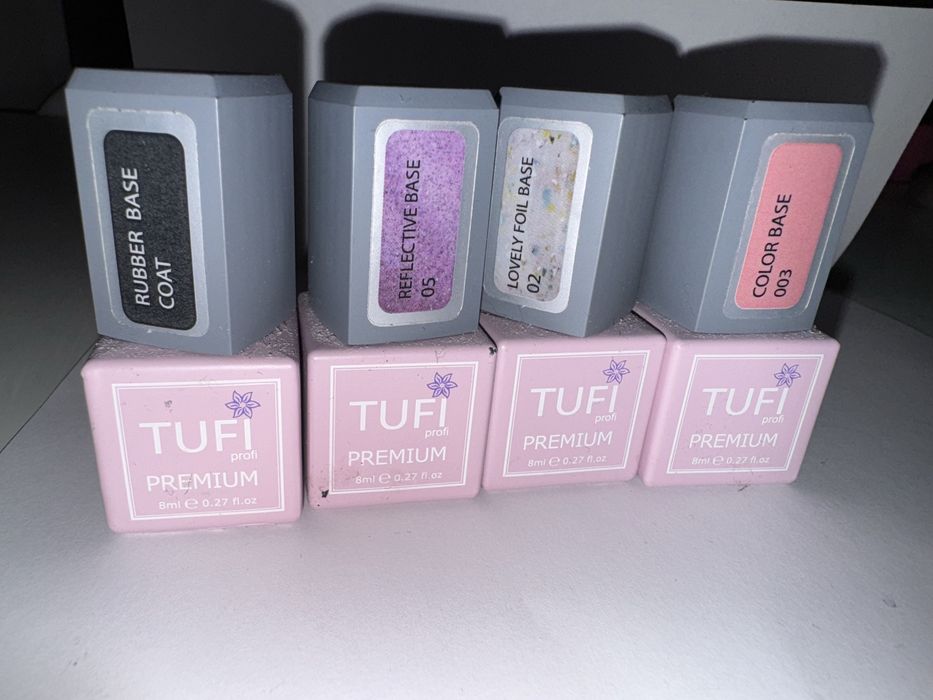 RUBBER BASE
COAT
REFLECTIVE BASE
05
LOVELY FOIL BASE
02
COLOR BASE
003
TUFI
profi
PREMIUM
8ml ℮ 0.27 fl.oz
TUFI
profi
PREMIUM
8ml ℮ 0.27 fl.oz
TUFI
profi
PREMIUM
8ml ℮ 0.27 fl.oz
TUFI
profi
PREMIUM
8ml ℮ 0.27 fl.oz